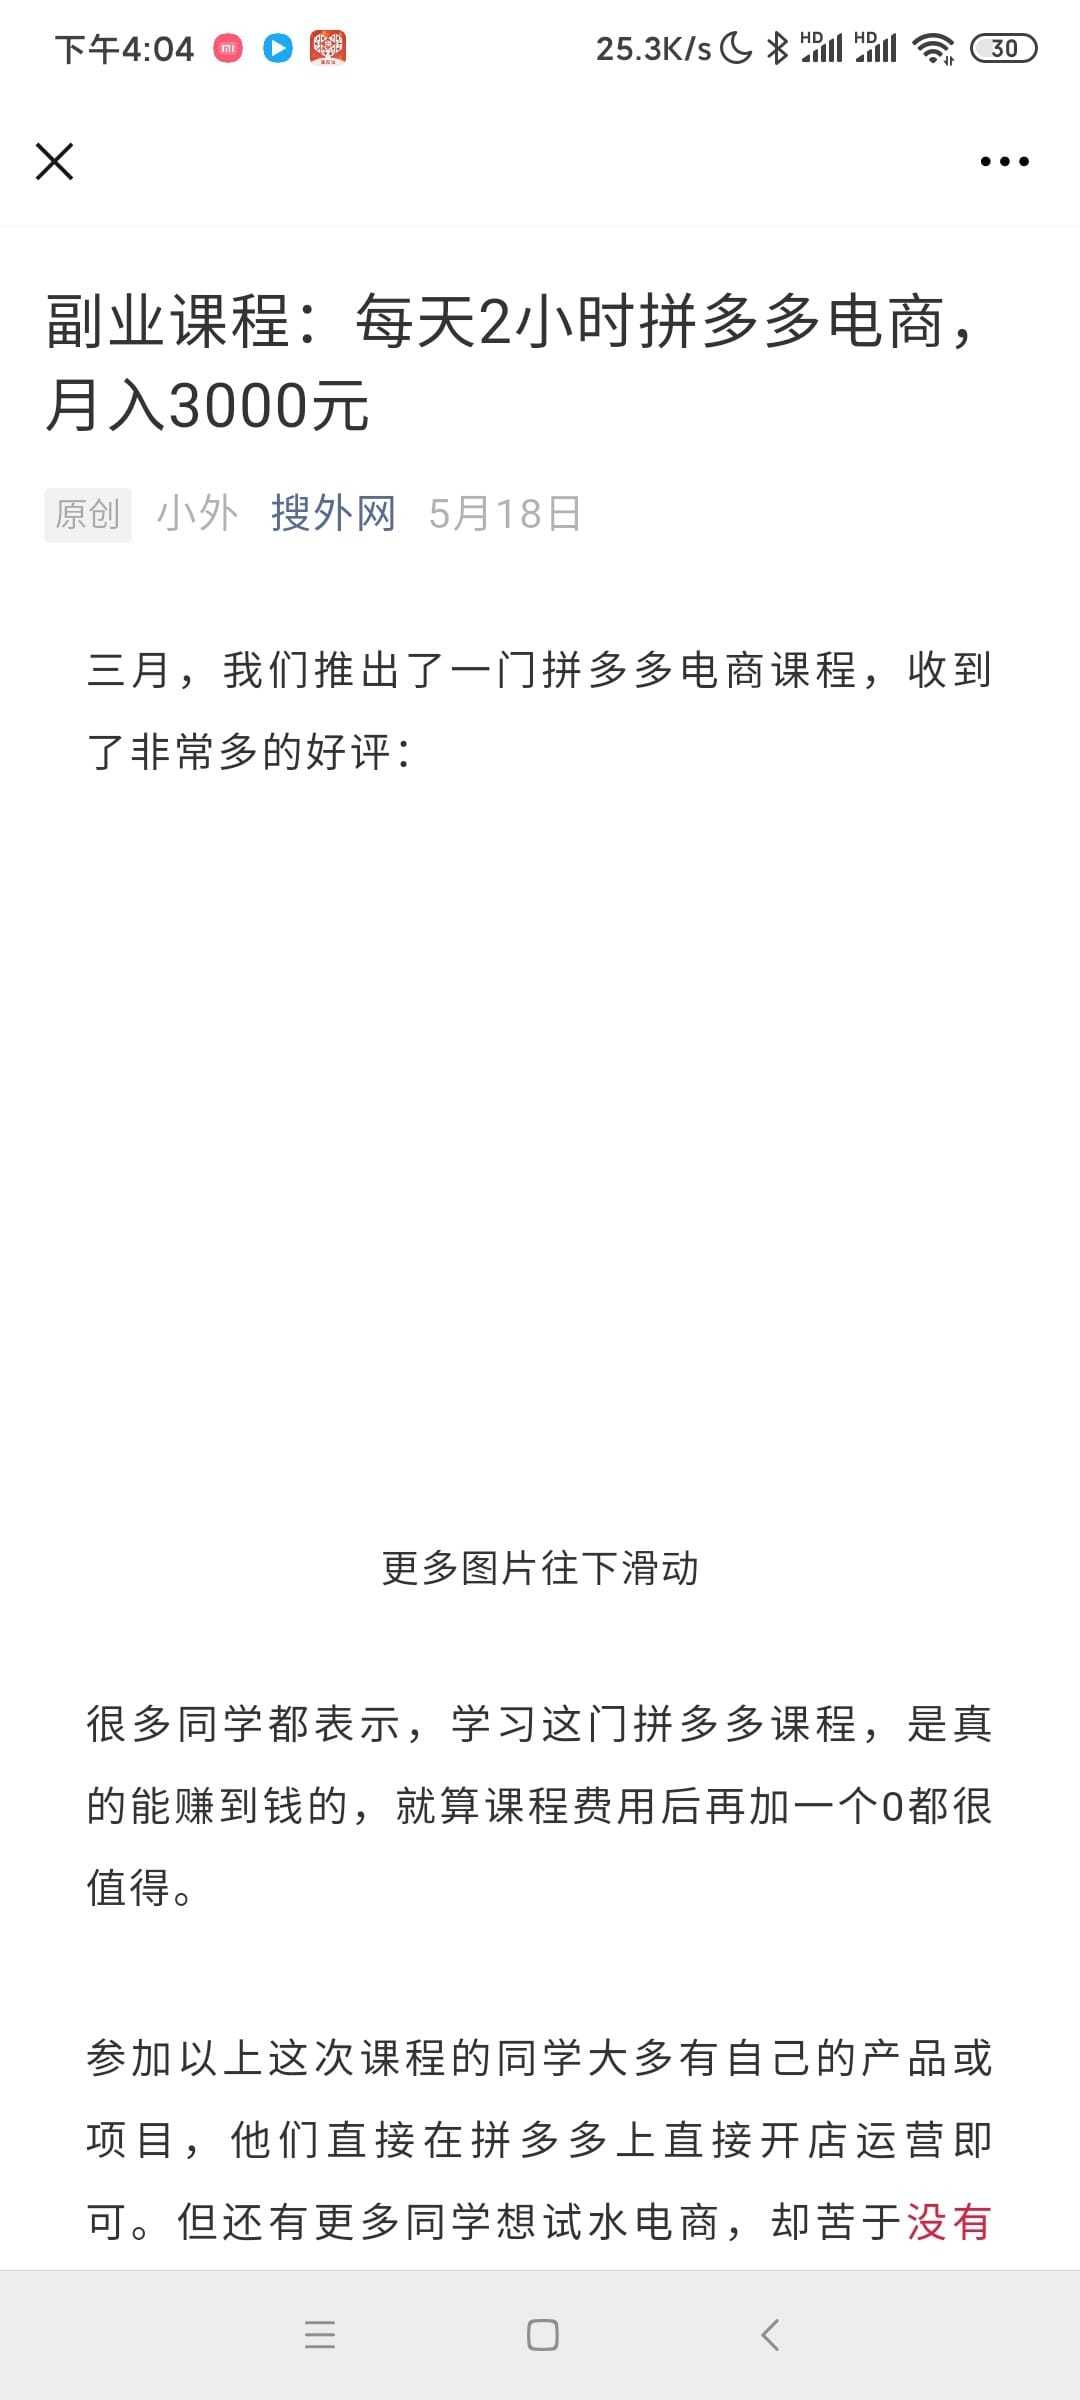 下午4:04
25.3K/s
HD
HD
30
副业课程：每天2小时拼多多电商，
月入3000元
原创 小外 搜外网 5月18日
三月，我们推出了一门拼多多电商课程，收到
了非常多的好评：
更多图片往下滑动
很多同学都表示，学习这门拼多多课程，是真
的能赚到钱的，就算课程费用后再加一个0都很
值得。
参加以上这次课程的同学大多有自己的产品或
项目，他们直接在拼多多上直接开店运营即
可。但还有更多同学想试水电商，却苦于没有